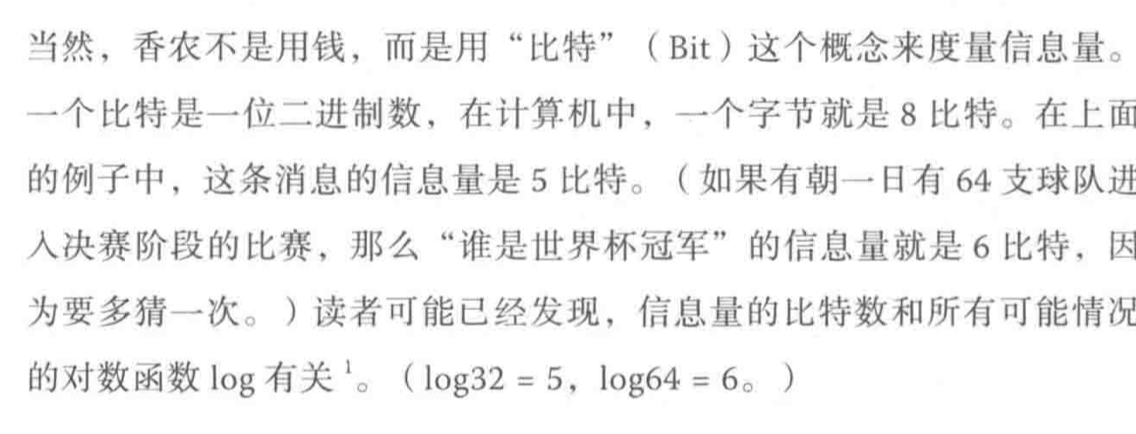 当然，香农不是用钱，而是用“比特”（Bit）这个概念来度量信息量。
一个比特是一位二进制数，在计算机中，一个字节就是 8 比特。在上面
的例子中，这条消息的信息量是 5 比特。（如果有朝一日有 64 支球队进
入决赛阶段的比赛，那么“谁是世界杯冠军”的信息量就是 6 比特，因
为要多猜一次。）读者可能已经发现，信息量的比特数和所有可能情况
的对数函数 log 有关 ¹。（log32 = 5，log64 = 6。）